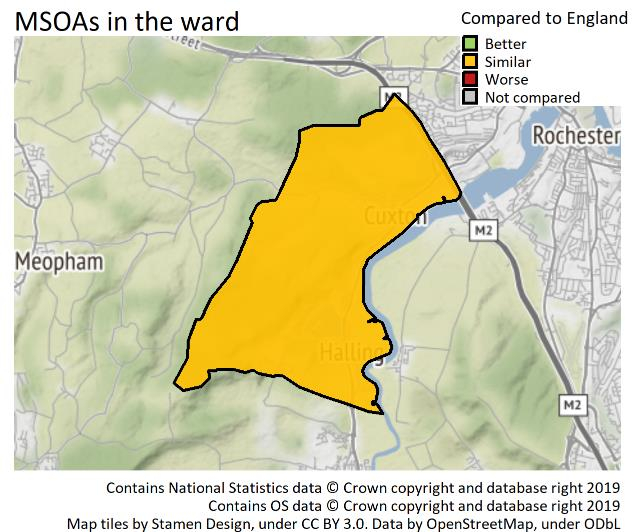 MSOAs in the ward
Compared to England
Better
Similar
Worse
Not compared
Street
Rochester
Cuxton
M2
Meopham
Halling
M2
Contains National Statistics data © Crown copyright and database right 2019
Contains OS data © Crown copyright and database right 2019
Map tiles by Stamen Design, under CC BY 3.0. Data by OpenStreetMap, under ODbL